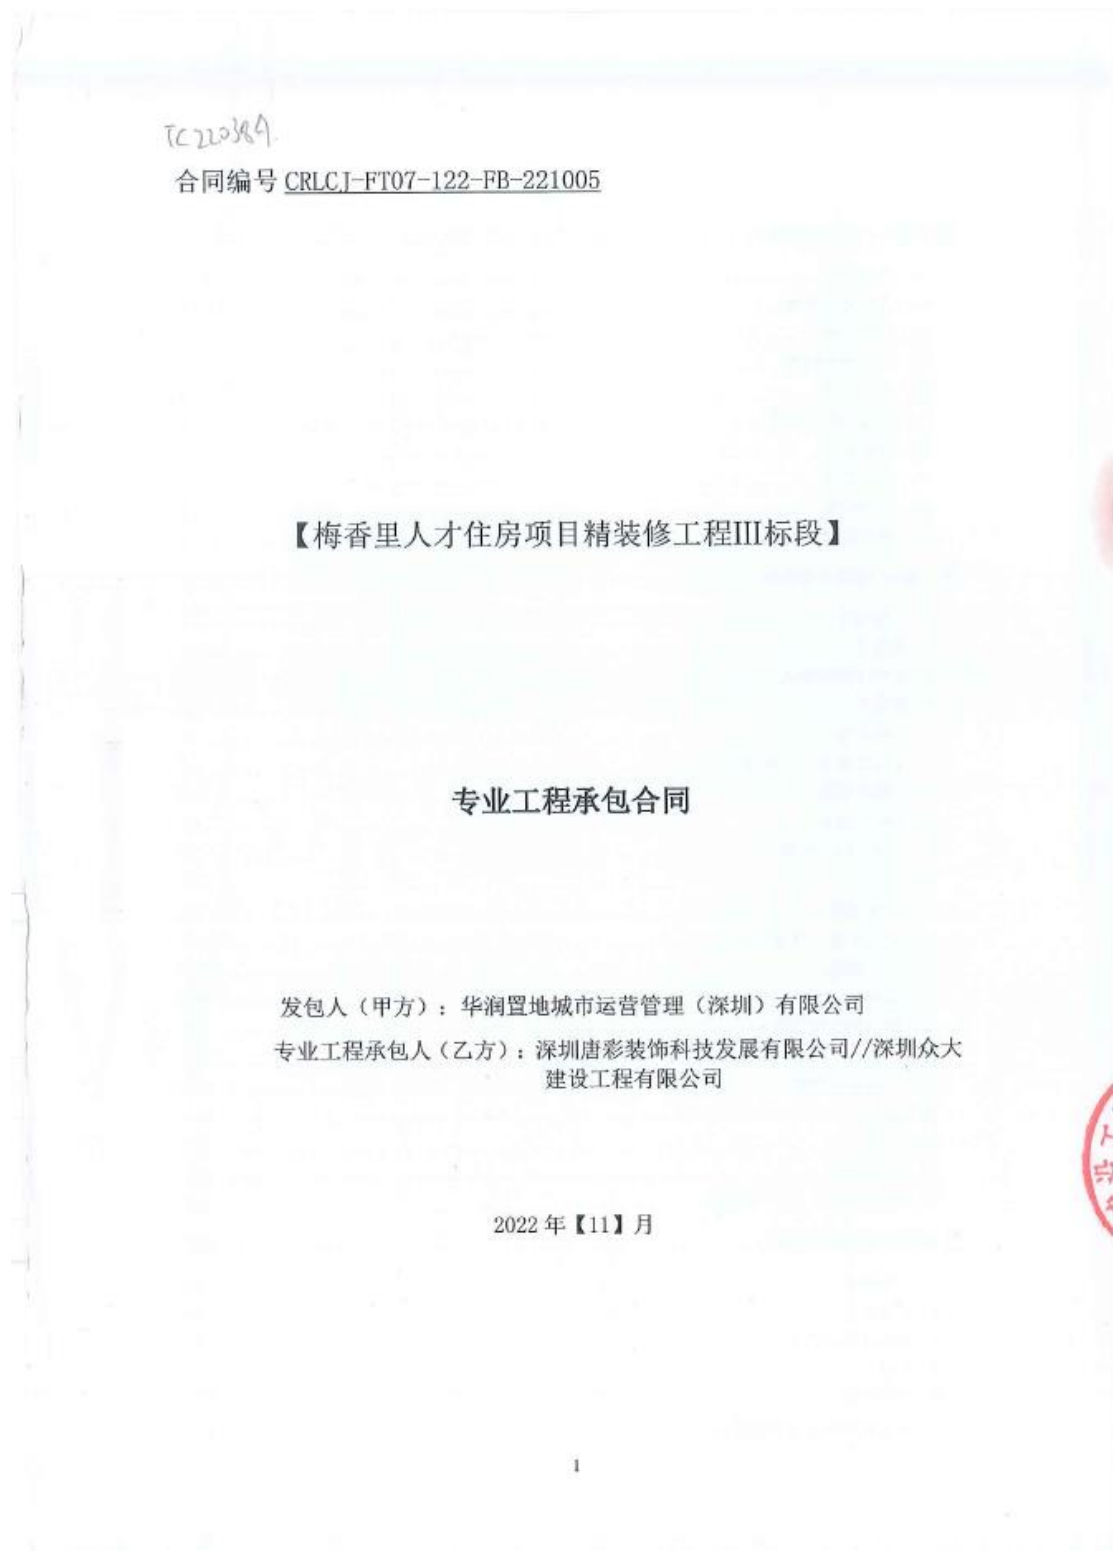 TC220384.
合同编号 CRLCJ-FT07-122-FB-221005
【梅香里人才住房项目精装修工程III标段】
专业工程承包合同
发包人（甲方）：华润置地城市运营管理（深圳）有限公司
专业工程承包人（乙方）：深圳唐彩装饰科技发展有限公司//深圳众大
建设工程有限公司
2022 年【11】月
1